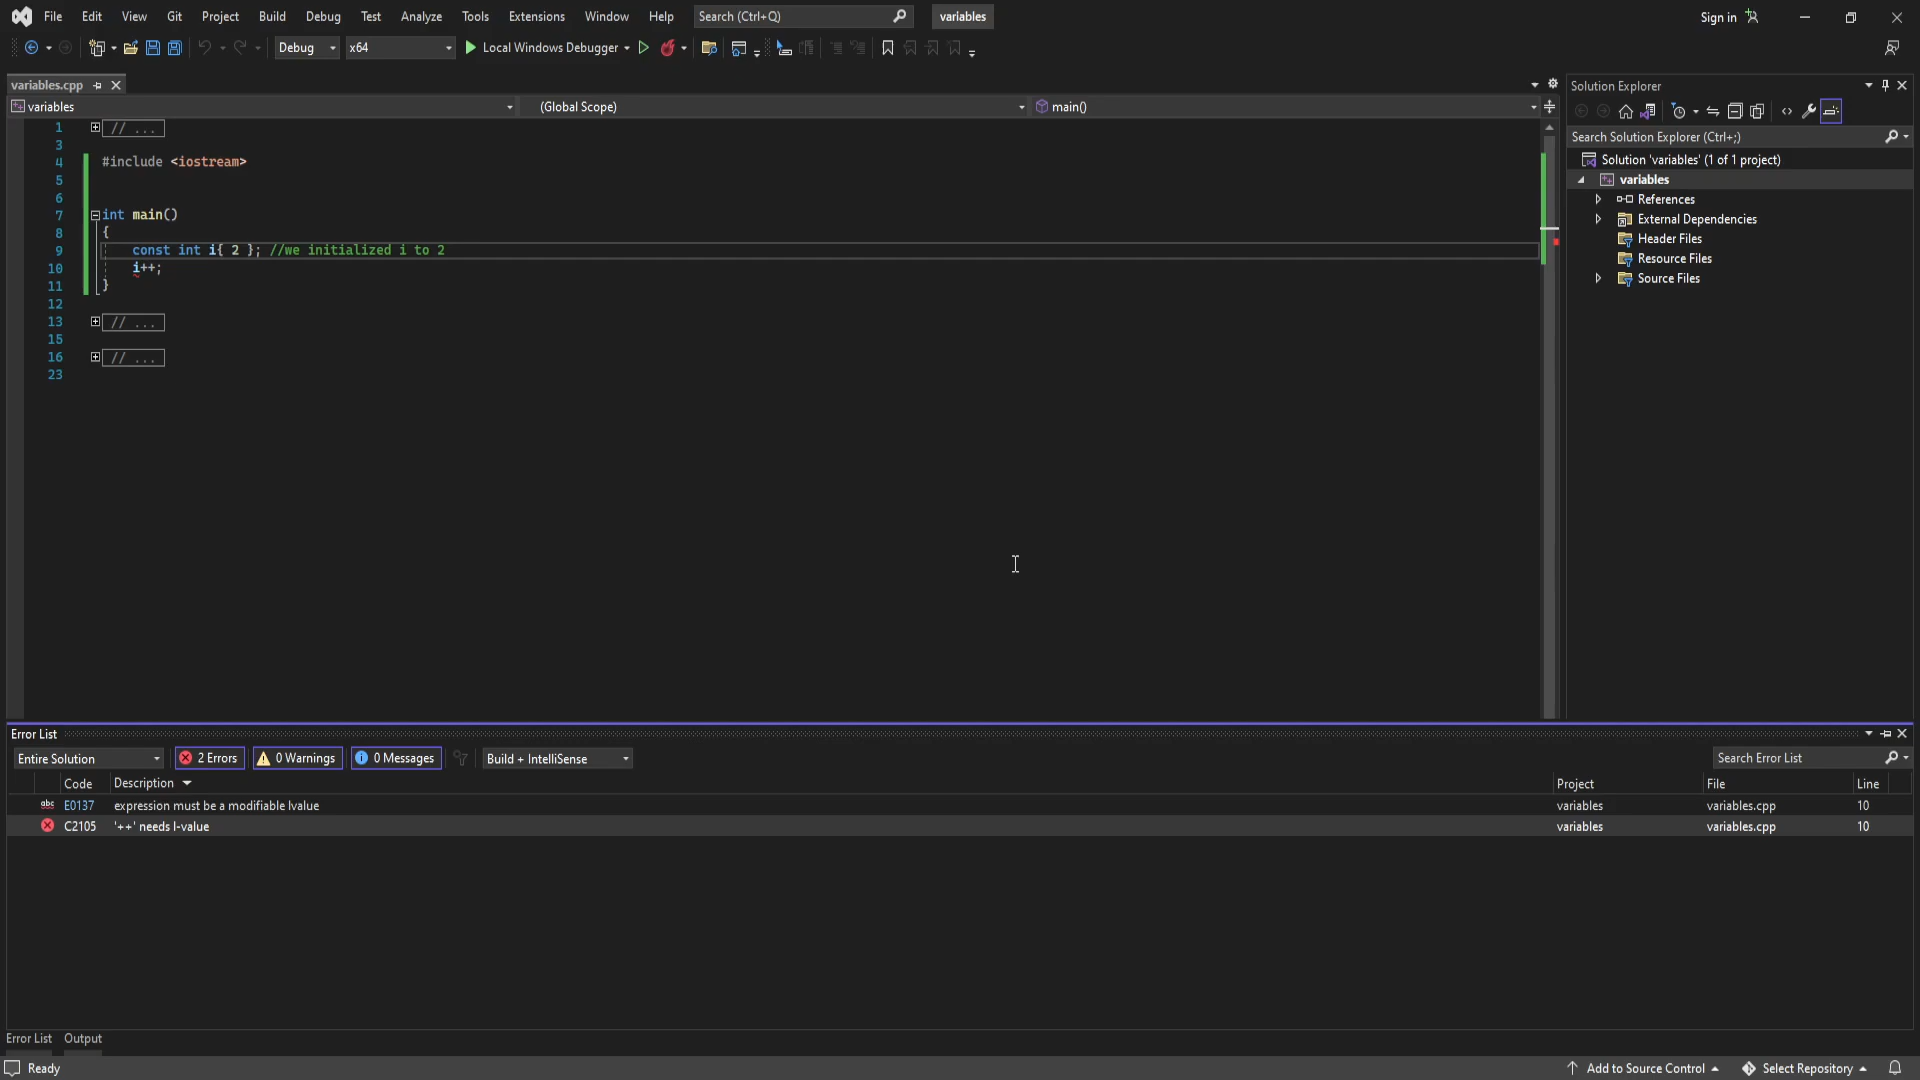 File Edit View Git Project Build Debug Test Analyze Tools Extensions Window Help Search (Ctrl+Q) variables Sign in
Debug x64 Local Windows Debugger
variables.cpp
variables (Global Scope) main()
1 // ...
3
4 #include <iostream>
5
6
7 int main()
8 {
9 const int i{ 2 }; //we initialized i to 2
10 i++;
11 }
12
13 // ...
15
16 // ...
23
Solution Explorer
Search Solution Explorer (Ctrl+;)
Solution 'variables' (1 of 1 project)
variables
References
External Dependencies
Header Files
Resource Files
Source Files
Error List
Entire Solution 2 Errors 0 Warnings 0 Messages Build + IntelliSense Search Error List
Code Description Project File Line
abc E0137 expression must be a modifiable lvalue variables variables.cpp 10
C2105 '++' needs l-value variables variables.cpp 10
Error List Output
Ready Add to Source Control Select Repository